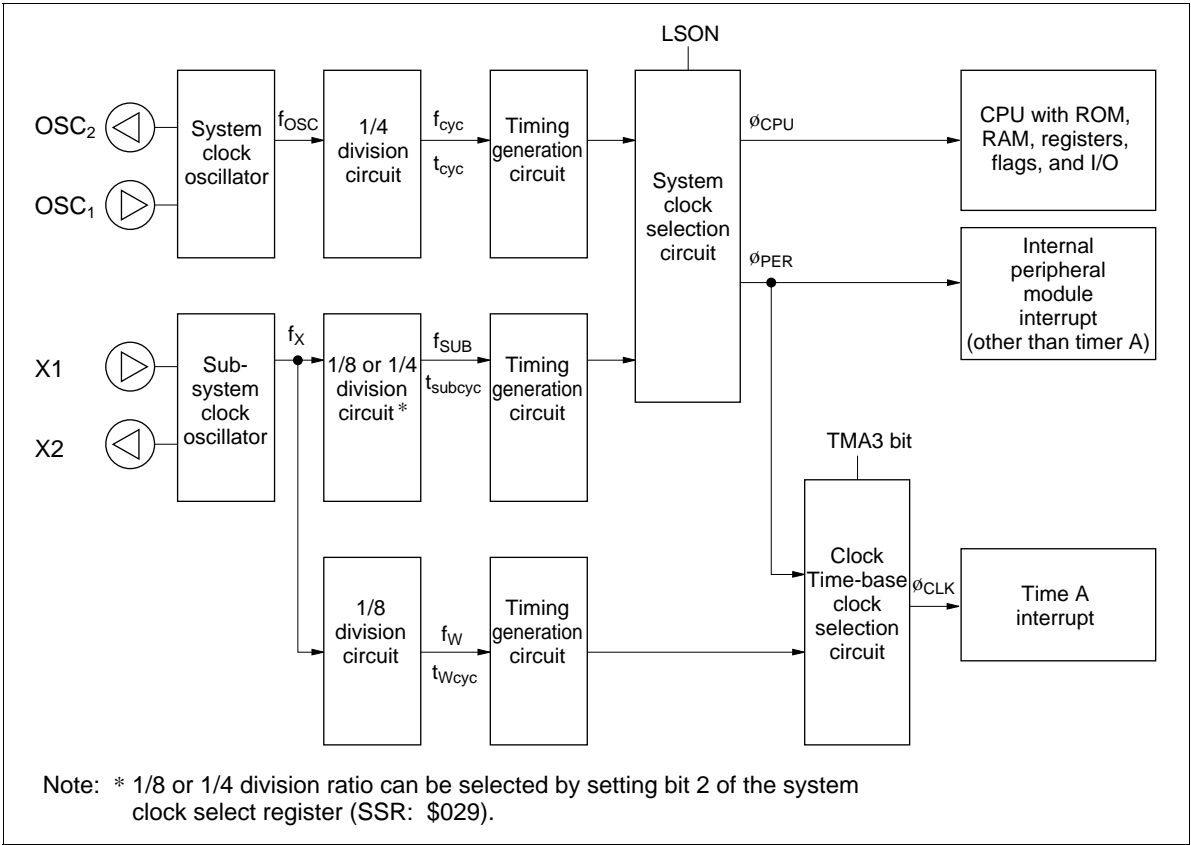 LSON
OSC2
OSC1
System
clock
oscillator
fOSC
1/4
division
circuit
fcyc
tcyc
Timing
generation
circuit
System
clock
selection
circuit
øCPU
øPER
CPU with ROM,
RAM, registers,
flags, and I/O
Internal
peripheral
module
interrupt
(other than timer A)
X1
X2
Sub-
system
clock
oscillator
fX
1/8 or 1/4
division
circuit *
fSUB
tsubcyc
Timing
generation
circuit
TMA3 bit
1/8
division
circuit
fW
tWcyc
Timing
generation
circuit
Clock
Time-base
clock
selection
circuit
øCLK
Time A
interrupt
Note: * 1/8 or 1/4 division ratio can be selected by setting bit 2 of the system
clock select register (SSR: $029).